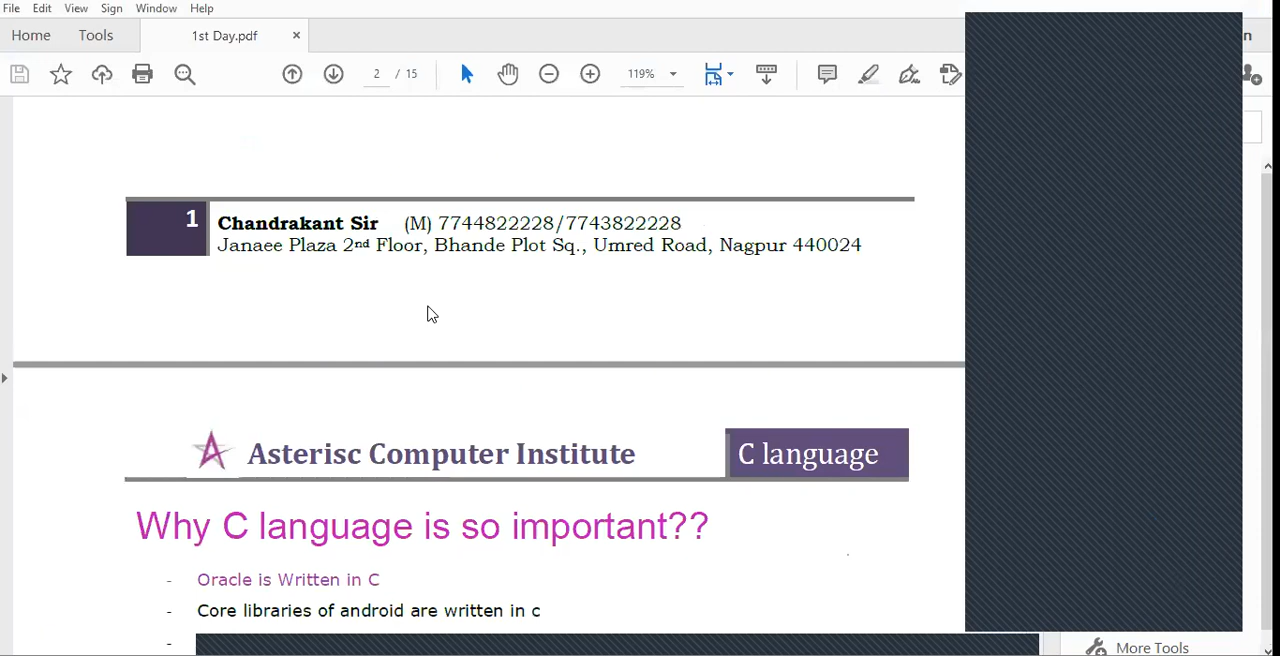 File Edit View Sign Window Help
Home Tools 1st Day.pdf ×
2 / 15 119%
1
Chandrakant Sir (M) 7744822228/7743822228
Janaee Plaza 2nd Floor, Bhande Plot Sq., Umred Road, Nagpur 440024
Asterisc Computer Institute C language
Why C language is so important??
- Oracle is Written in C
- Core libraries of android are written in c
-
More Tools